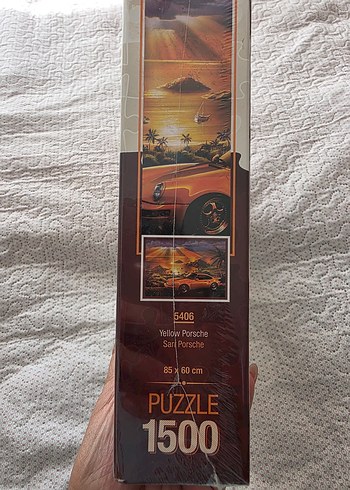 5406
Yellow Porsche
Sarı Porsche
85 x 60 cm
PUZZLE
1500